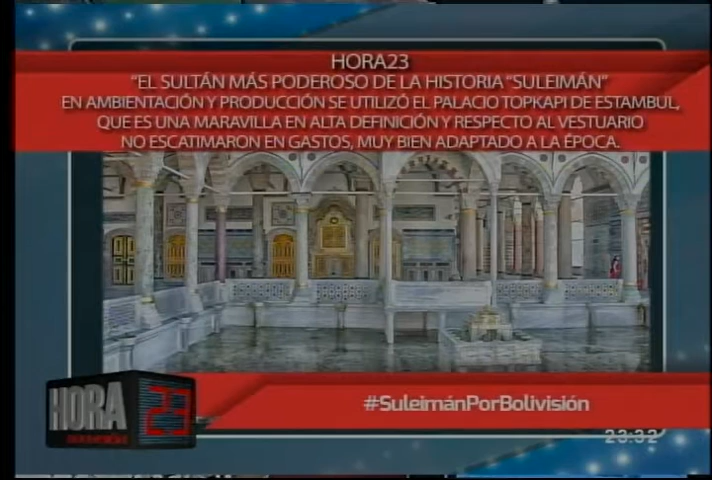 HORA23
"EL SULTÁN MÁS PODEROSO DE LA HISTORIA "SULEIMÁN"
EN AMBIENTACIÓN Y PRODUCCIÓN SE UTILIZÓ EL PALACIO TOPKAPI DE ESTAMBUL,
QUE ES UNA MARAVILLA EN ALTA DEFINICIÓN Y RESPECTO AL VESTUARIO
NO ESCATIMARON EN GASTOS, MUY BIEN ADAPTADO A LA ÉPOCA.
#SuleimánPorBolivisión
HORA 23
23:32